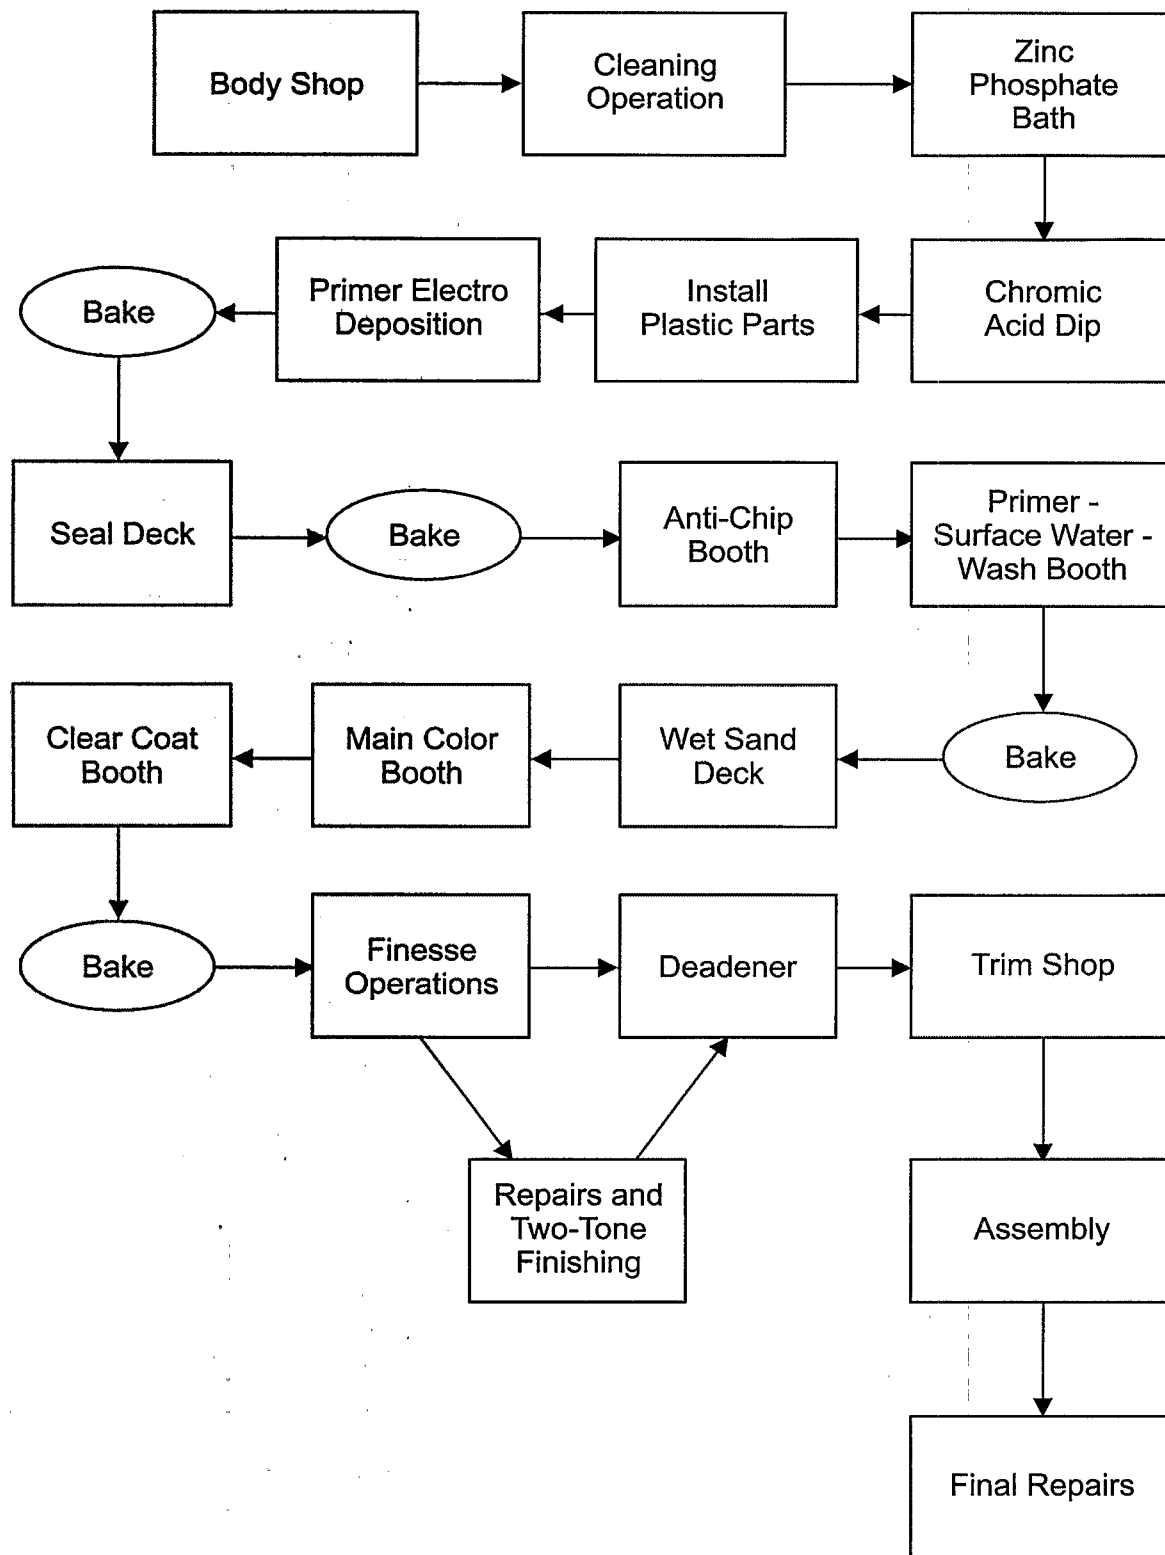 Body Shop
Cleaning
Operation
Zinc
Phosphate
Bath
Bake
Primer Electro
Deposition
Install
Plastic Parts
Chromic
Acid Dip
Seal Deck
Bake
Anti-Chip
Booth
Primer -
Surface Water -
Wash Booth
Clear Coat
Booth
Main Color
Booth
Wet Sand
Deck
Bake
Bake
Finesse
Operations
Deadener
Trim Shop
Repairs and
Two-Tone
Finishing
Assembly
Final Repairs